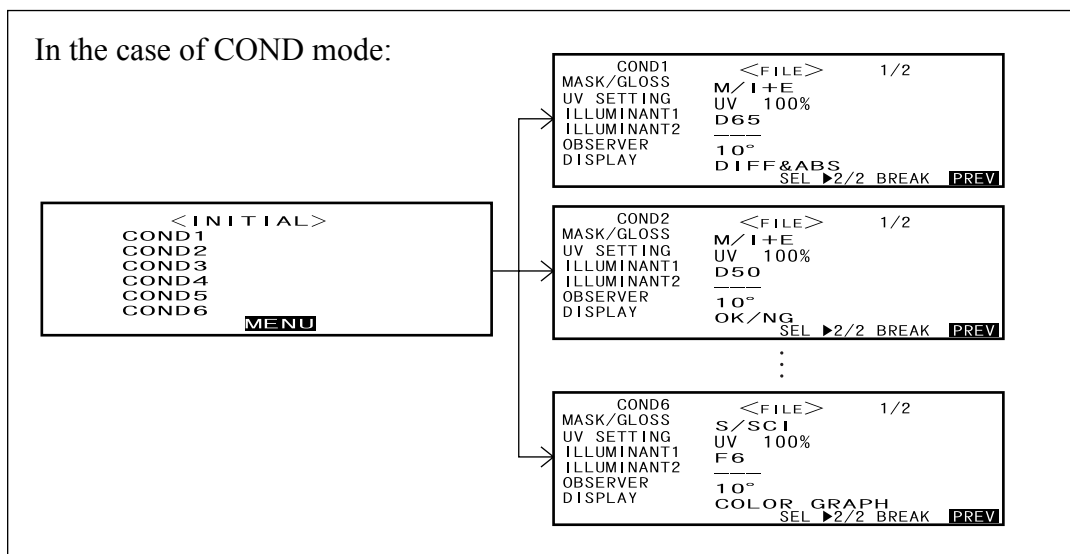 In the case of COND mode:
<INITIAL>
COND1
COND2
COND3
COND4
COND5
COND6
MENU
COND1 <FILE> 1/2
MASK/GLOSS M/I+E
UV SETTING UV 100%
ILLUMINANT1 D65
ILLUMINANT2 ———
OBSERVER 10°
DISPLAY DIFF&ABS
SEL ▶2/2 BREAK PREV
COND2 <FILE> 1/2
MASK/GLOSS M/I+E
UV SETTING UV 100%
ILLUMINANT1 D50
ILLUMINANT2 ———
OBSERVER 10°
DISPLAY OK/NG
SEL ▶2/2 BREAK PREV
COND6 <FILE> 1/2
MASK/GLOSS S/SCI
UV SETTING UV 100%
ILLUMINANT1 F6
ILLUMINANT2 ———
OBSERVER 10°
DISPLAY COLOR GRAPH
SEL ▶2/2 BREAK PREV